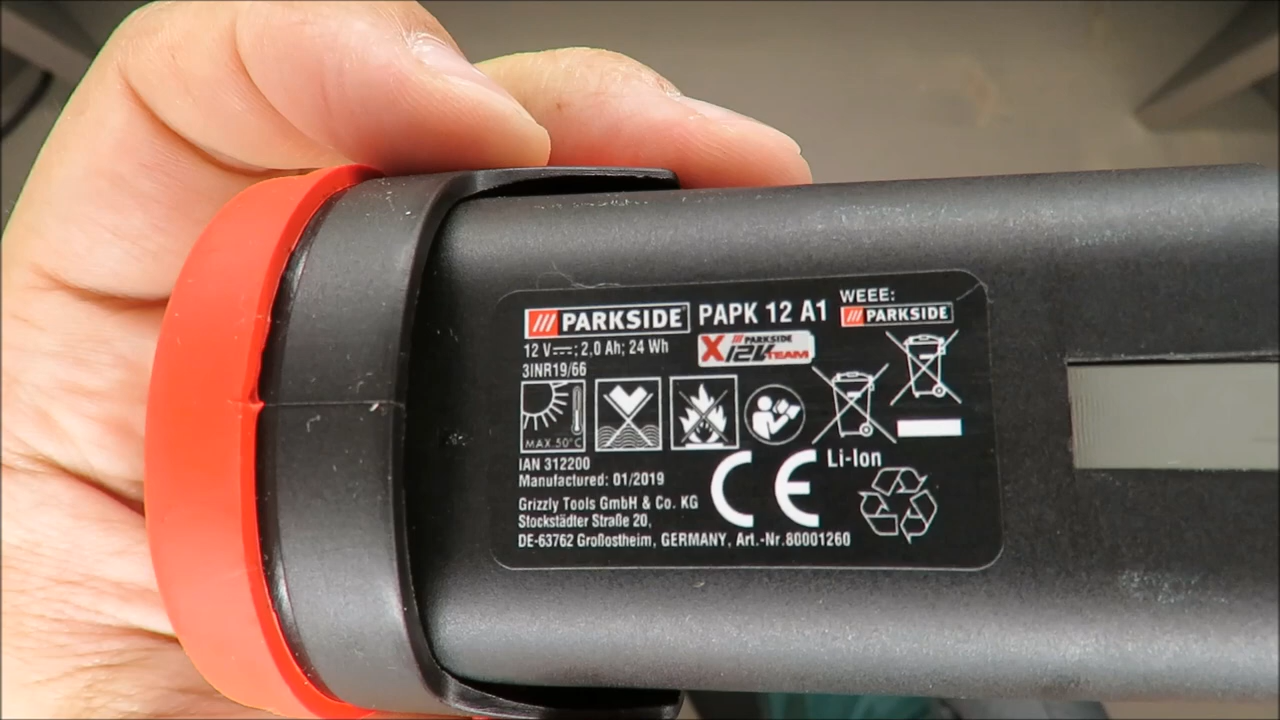 PARKSIDE PAPK 12 A1
WEEE:
PARKSIDE
12 V⎓; 2,0 Ah; 24 Wh
3INR19/66
X PARKSIDE
12V TEAM
MAX.50°C
Li-Ion
IAN 312200
Manufactured: 01/2019
CE
Grizzly Tools GmbH & Co. KG
Stockstädter Straße 20,
DE-63762 Großostheim, GERMANY, Art.-Nr.80001260